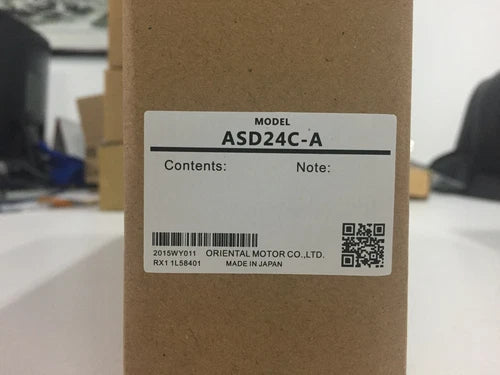 MODEL
ASD24C-A
Contents: Note:
2015WY011 ORIENTAL MOTOR CO.,LTD.
RX1 1L58401 MADE IN JAPAN